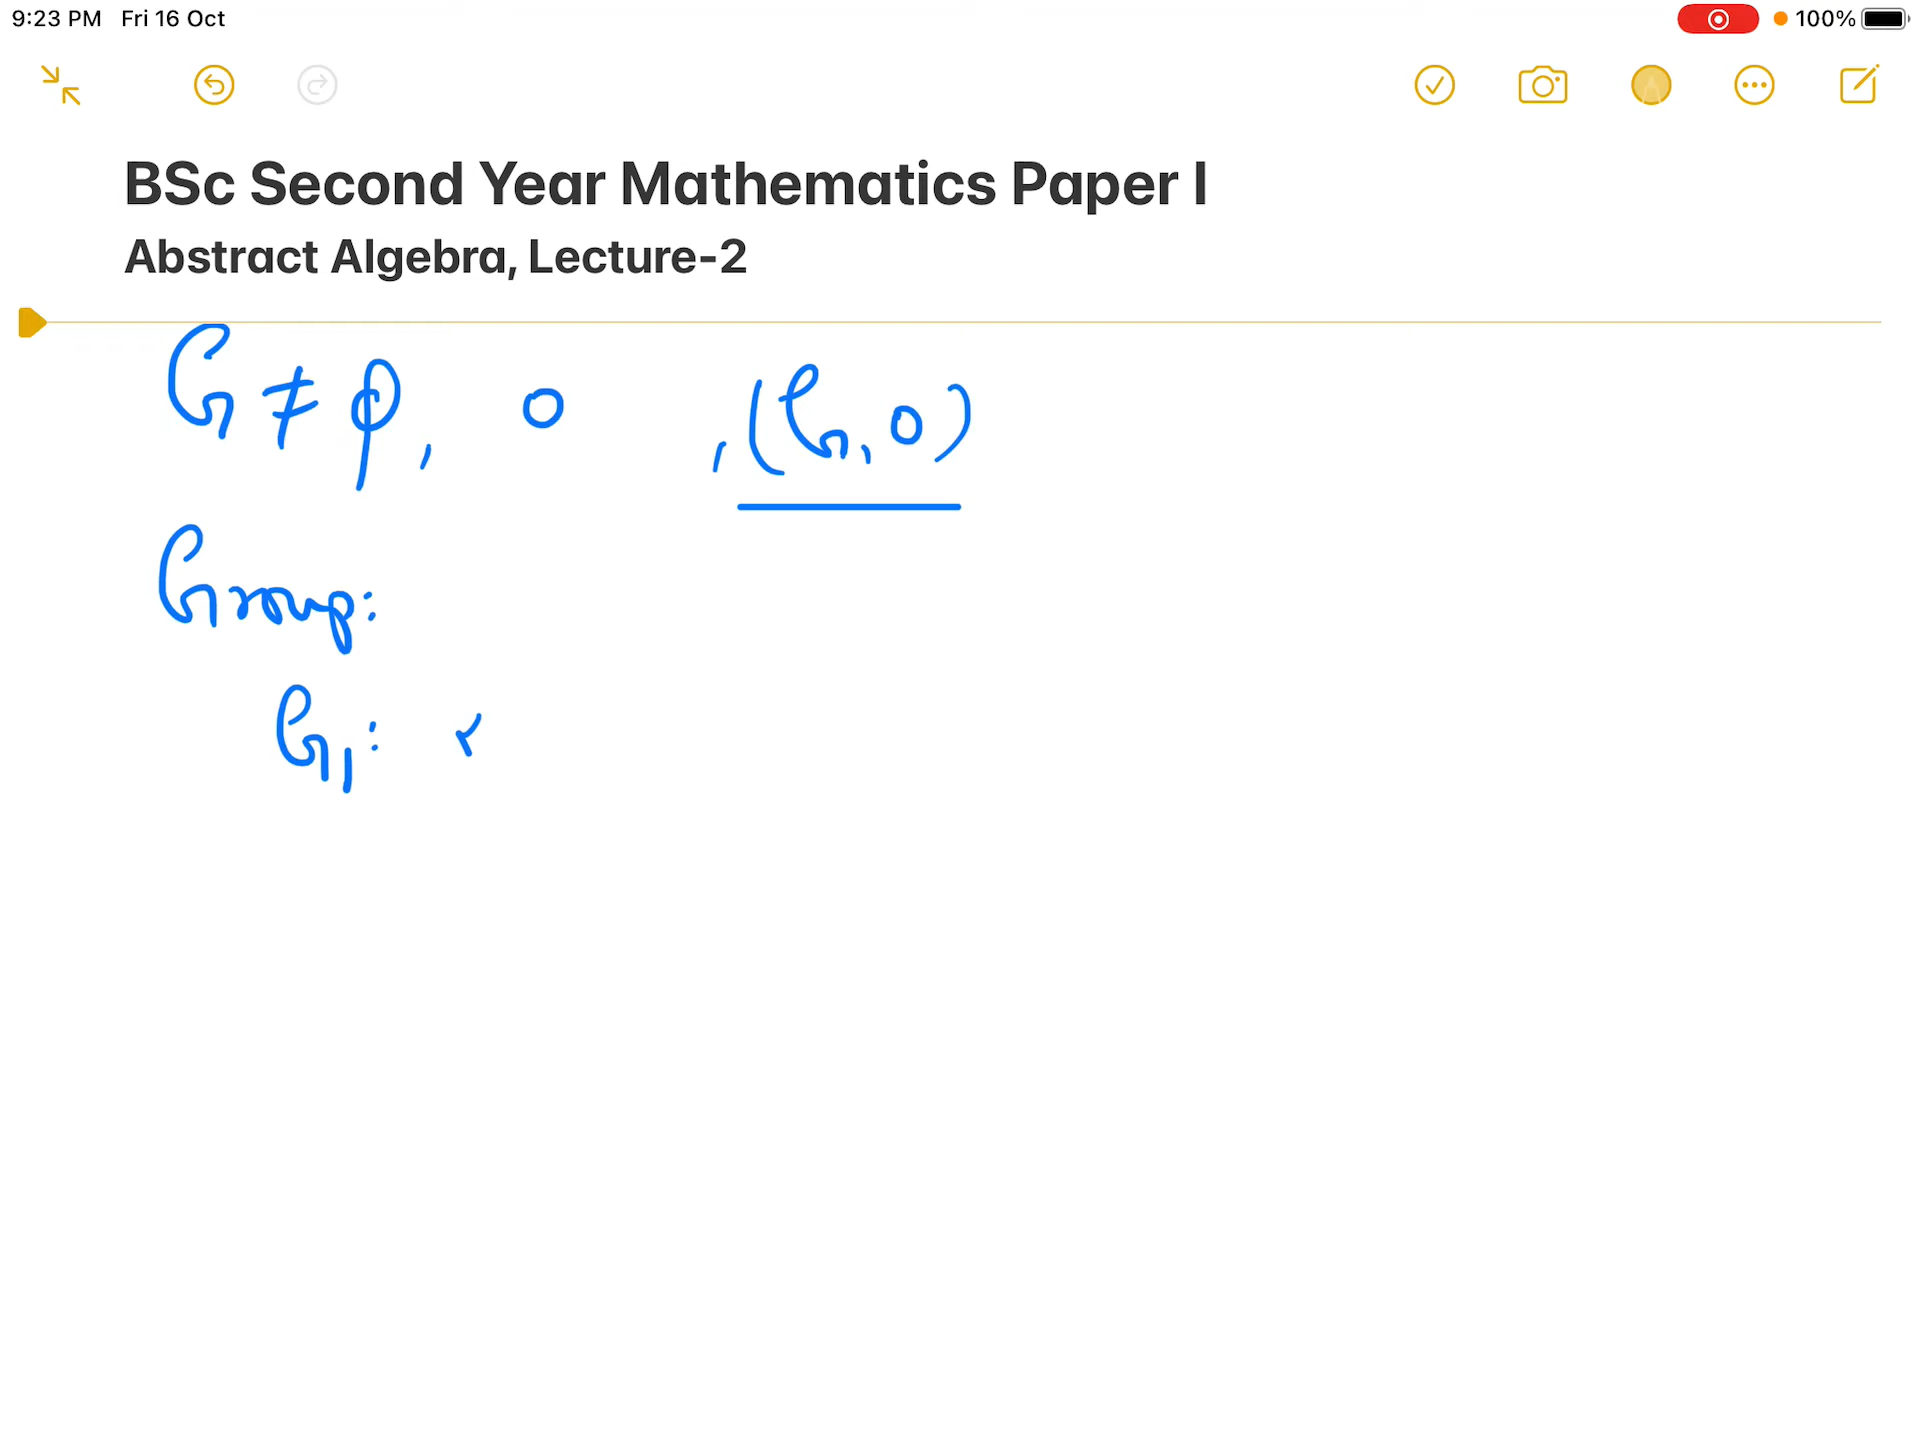 9:23 PM Fri 16 Oct 100%
BSc Second Year Mathematics Paper I
Abstract Algebra, Lecture-2
G ≠ φ, o , (G, o)
Group:
G₁: